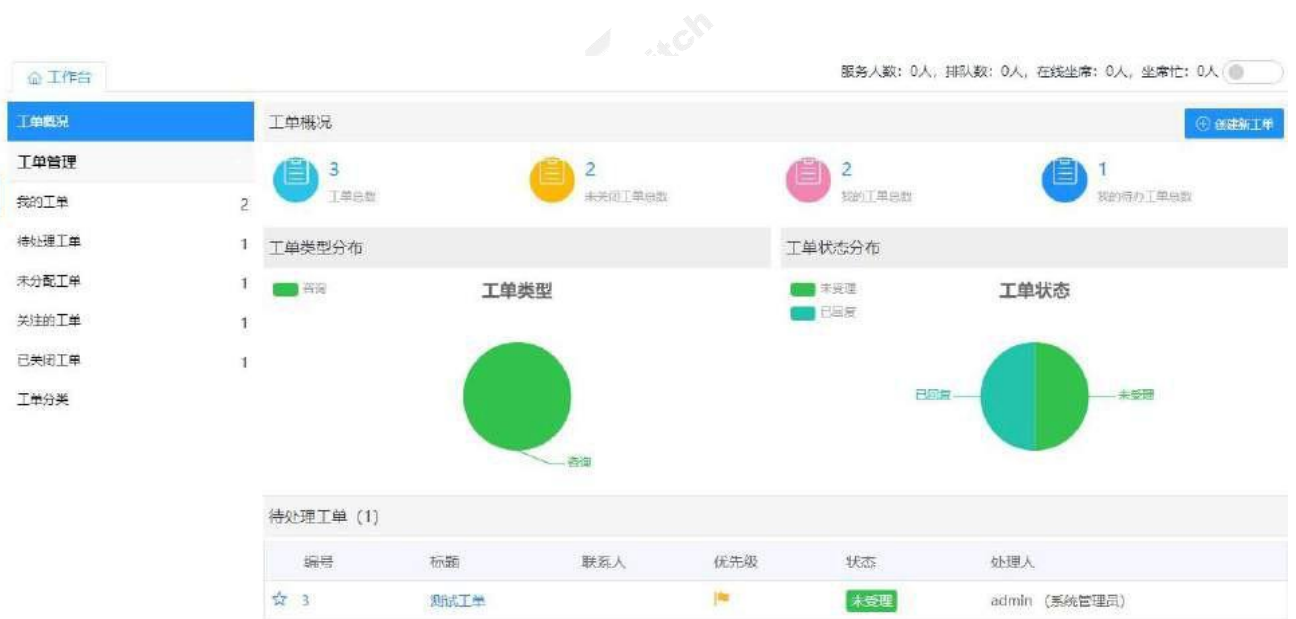 工作台
服务人数：0人，排队数：0人，在线坐席：0人，坐席忙：0人
工单概况
工单管理
我的工单 2
待处理工单 1
未分配工单 1
关注的工单 1
已关闭工单 1
工单分类
工单概况
创建新工单
3
工单总数
2
未关闭工单总数
2
我的工单总数
1
我的待办工单总数
工单类型分布
咨询
工单类型
咨询
工单状态分布
未受理
已回复
工单状态
已回复
未受理
待处理工单（1）
编号 标题 联系人 优先级 状态 处理人
3 测试工单 未受理 admin （系统管理员）